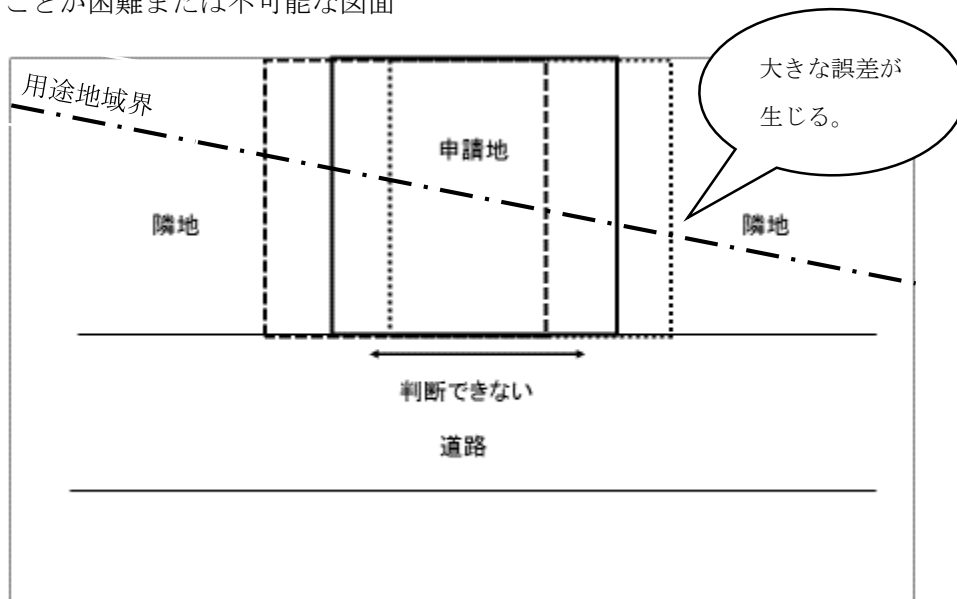 ことが困難または不可能な図面
大きな誤差が
生じる。
用途地域界
申請地
隣地
隣地
判断できない
道路